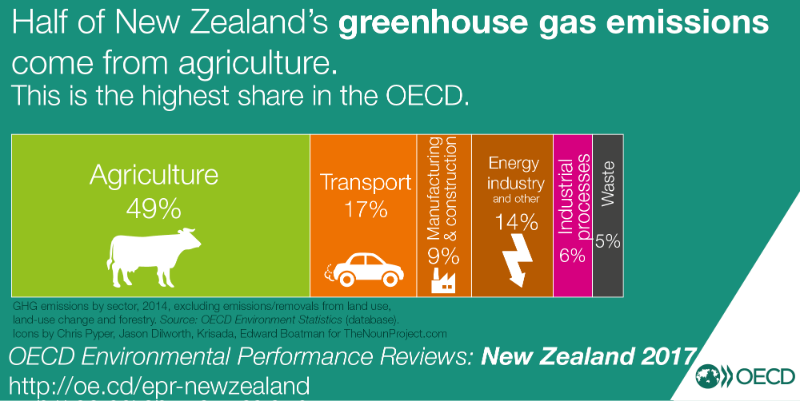 Half of New Zealand's greenhouse gas emissions
come from agriculture.
This is the highest share in the OECD.
Agriculture
49%
Transport
17%
Manufacturing
& construction
9%
Energy
industry
and other
14%
Industrial
processes
6%
Waste
5%
GHG emissions by sector, 2014, excluding emissions/removals from land use,
land-use change and forestry. Source: OECD Environment Statistics (database).
Icons by Chris Pyper, Jason Dilworth, Krisada, Edward Boatman for TheNounProject.com
OECD Environmental Performance Reviews: New Zealand 2017
http://oe.cd/epr-newzealand
OECD